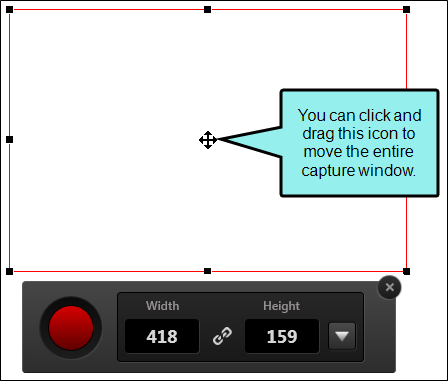 You can click and
drag this icon to
move the entire
capture window.
Width Height
418 159